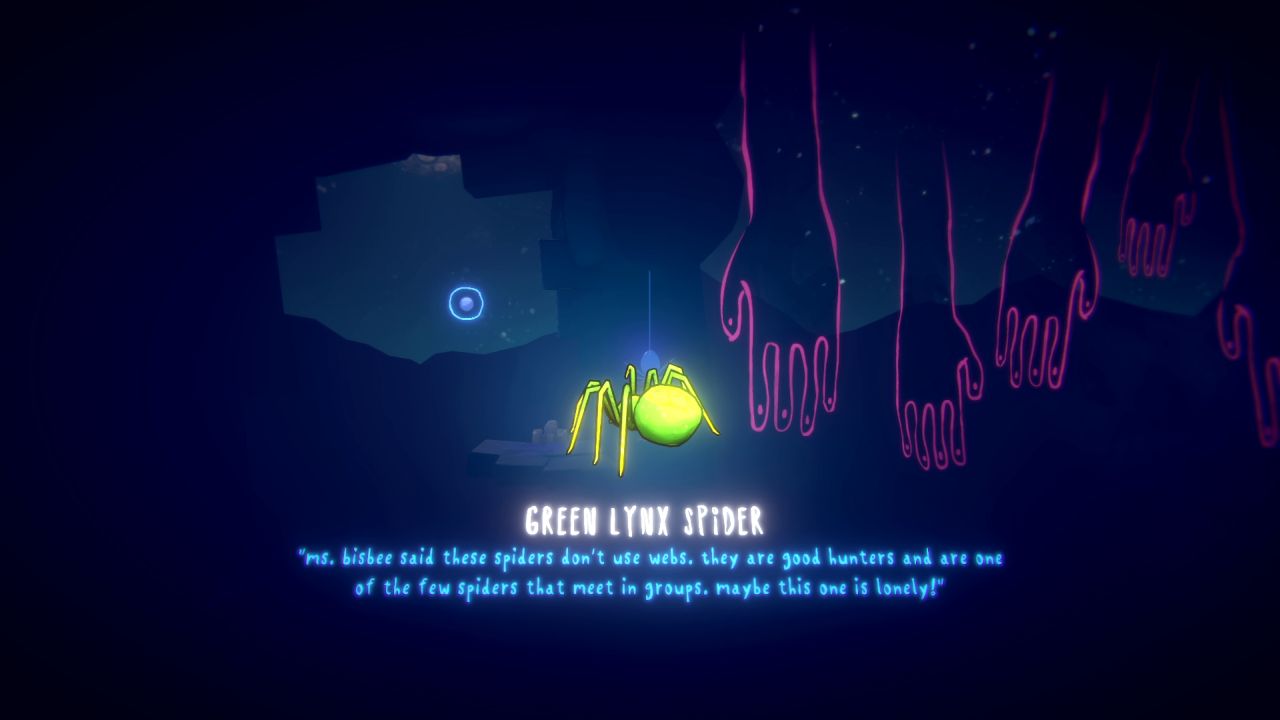 GREEN LYNX SPiDER
"ms. bisbee said these spiders don't use webs. they are good hunters and are one
of the few spiders that meet in groups. maybe this one is lonely!"